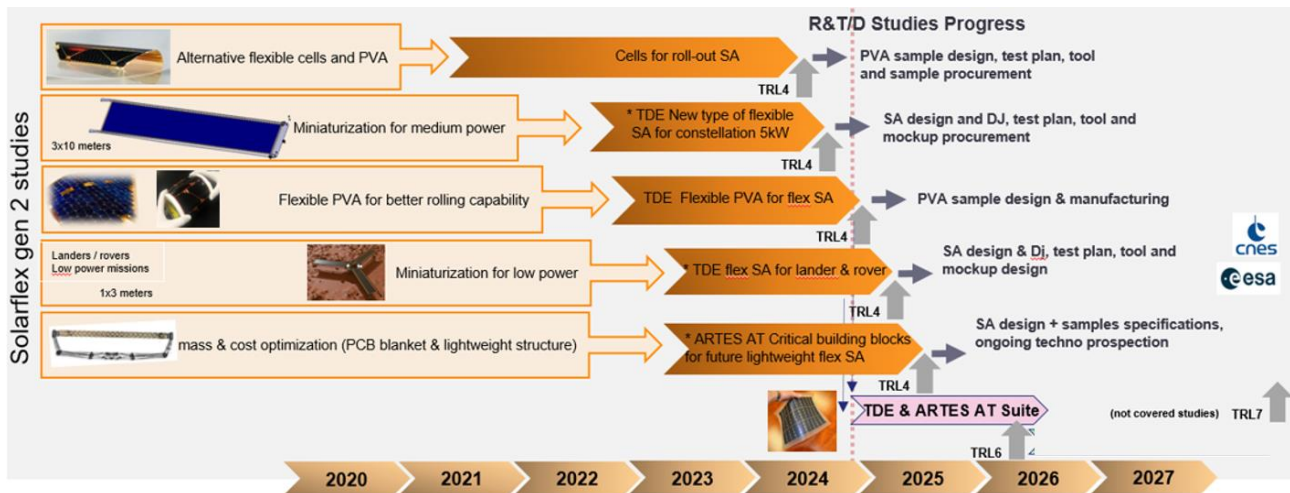 Solarflex gen 2 studies
R&T/D Studies Progress
Alternative flexible cells and PVA
Cells for roll-out SA
TRL4
PVA sample design, test plan, tool
and sample procurement
3x10 meters
Miniaturization for medium power
* TDE New type of flexible
SA for constellation 5kW
TRL4
SA design and DJ, test plan, tool and
mockup procurement
Flexible PVA for better rolling capability
TDE Flexible PVA for flex SA
TRL4
PVA sample design & manufacturing
Landers / rovers
Low power missions
1x3 meters
Miniaturization for low power
* TDE flex SA for lander & rover
TRL4
SA design & Dj, test plan, tool and
mockup design
cnes
esa
mass & cost optimization (PCB blanket & lightweight structure)
* ARTES AT Critical building blocks
for future lightweight flex SA
TRL4
SA design + samples specifications,
ongoing techno prospection
TDE & ARTES AT Suite
TRL6
(not covered studies) TRL7
2020
2021
2022
2023
2024
2025
2026
2027